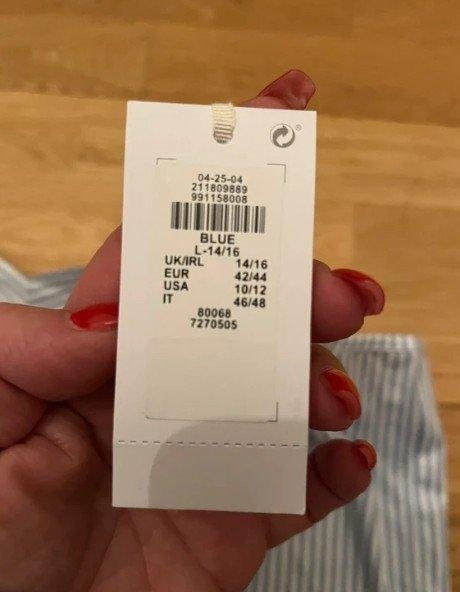 04-25-04
211809889
991158008
BLUE
L-14/16
UK/IRL 14/16
EUR 42/44
USA 10/12
IT 46/48
80068
7270505